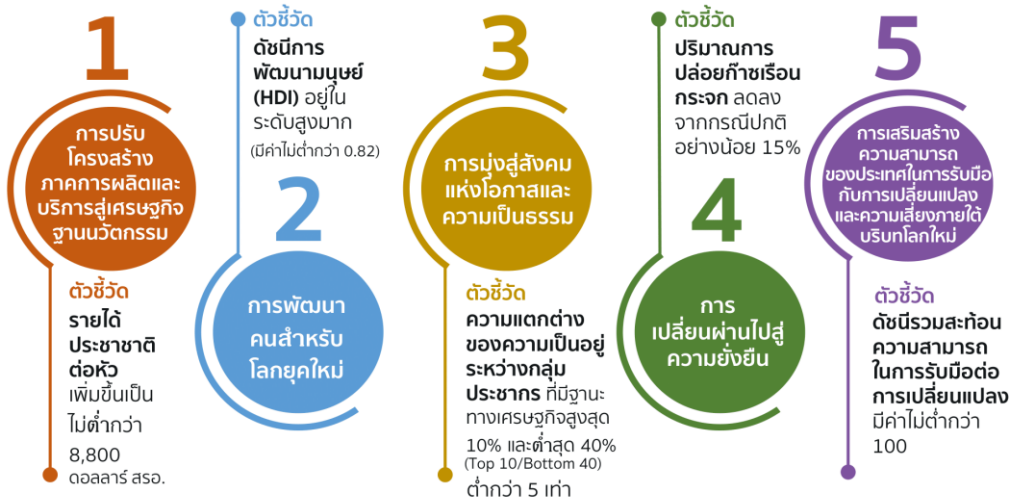 1
การปรับ
โครงสร้าง
ภาคการผลิตและ
บริการสู่เศรษฐกิจ
ฐานนวัตกรรม
ตัวชี้วัด
รายได้
ประชาชาติ
ต่อหัว
เพิ่มขึ้นเป็น
ไม่ต่ำกว่า
8,800
ดอลลาร์ สรอ.
ตัวชี้วัด
ดัชนีการ
พัฒนามนุษย์
(HDI) อยู่ใน
ระดับสูงมาก
(มีค่าไม่ต่ำกว่า 0.82)
2
การพัฒนา
คนสำหรับ
โลกยุคใหม่
3
การมุ่งสู่สังคม
แห่งโอกาสและ
ความเป็นธรรม
ตัวชี้วัด
ความแตกต่าง
ของความเป็นอยู่
ระหว่างกลุ่ม
ประชากร ที่มีฐานะ
ทางเศรษฐกิจสูงสุด
10% และต่ำสุด 40%
(Top 10/Bottom 40)
ต่ำกว่า 5 เท่า
ตัวชี้วัด
ปริมาณการ
ปล่อยก๊าซเรือน
กระจก ลดลง
จากกรณีปกติ
อย่างน้อย 15%
4
การ
เปลี่ยนผ่านไปสู่
ความยั่งยืน
5
การเสริมสร้าง
ความสามารถ
ของประเทศในการรับมือ
กับการเปลี่ยนแปลง
และความเสี่ยงภายใต้
บริบทโลกใหม่
ตัวชี้วัด
ดัชนีรวมสะท้อน
ความสามารถ
ในการรับมือต่อ
การเปลี่ยนแปลง
มีค่าไม่ต่ำกว่า
100